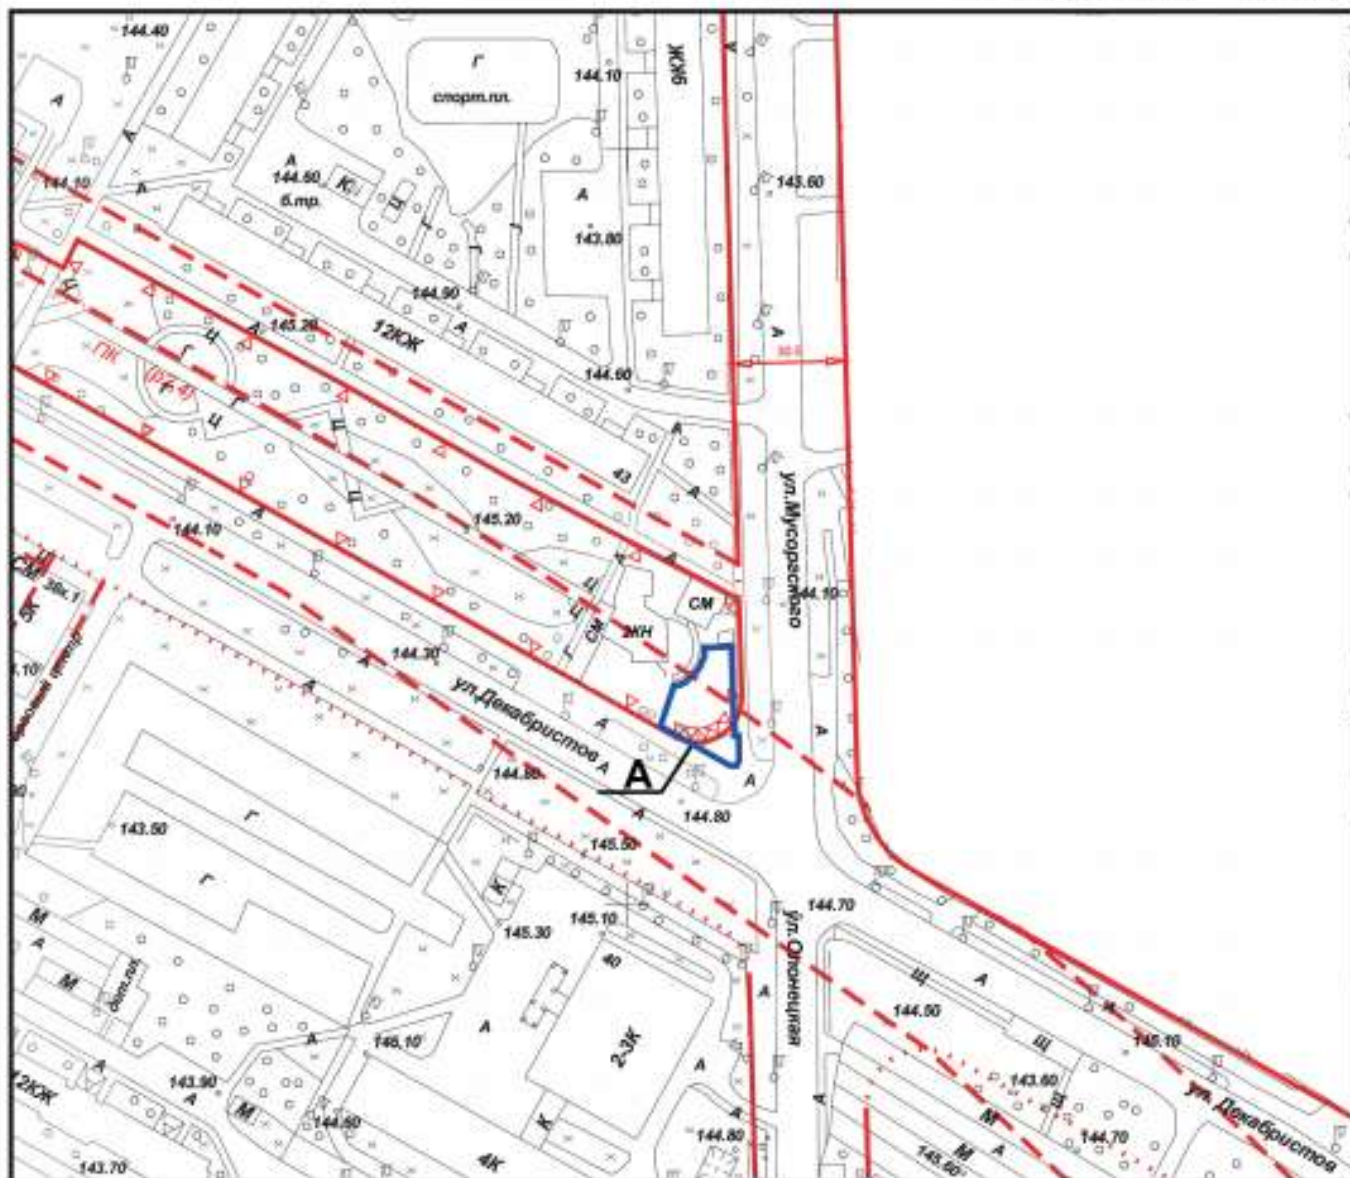 144.40
Г
спорт.пл.
144.10
А
А
А
144.60
б.тр.
К
Ц
А
143.80
143.60
144.10
А
Ц
144.90
А
А
145.20
12КЖ
А
Ц
Г
ПК
Г
Ц
144.60
А
43
Ц
Ц
А
145.20
144.10
А
А
ул.Мусоргского
144.10
А
Ц
СМ
СМ
Г
2КН
144.30
А
А
ул.Декабристов
А
А
А
А
144.80
А
144.80
143.50
Г
145.50
Г
К
145.10
145.30
40
144.70
ул.Олонецкая
М
А
М
А
А
Щ
А
144.50
Щ
2-3К
145.10
А
143.60
143.90
А
М
144.60
К
144.80
А
М
А
М
144.70
ул. Декабристов
12КЖ
143.70
4К
145.60